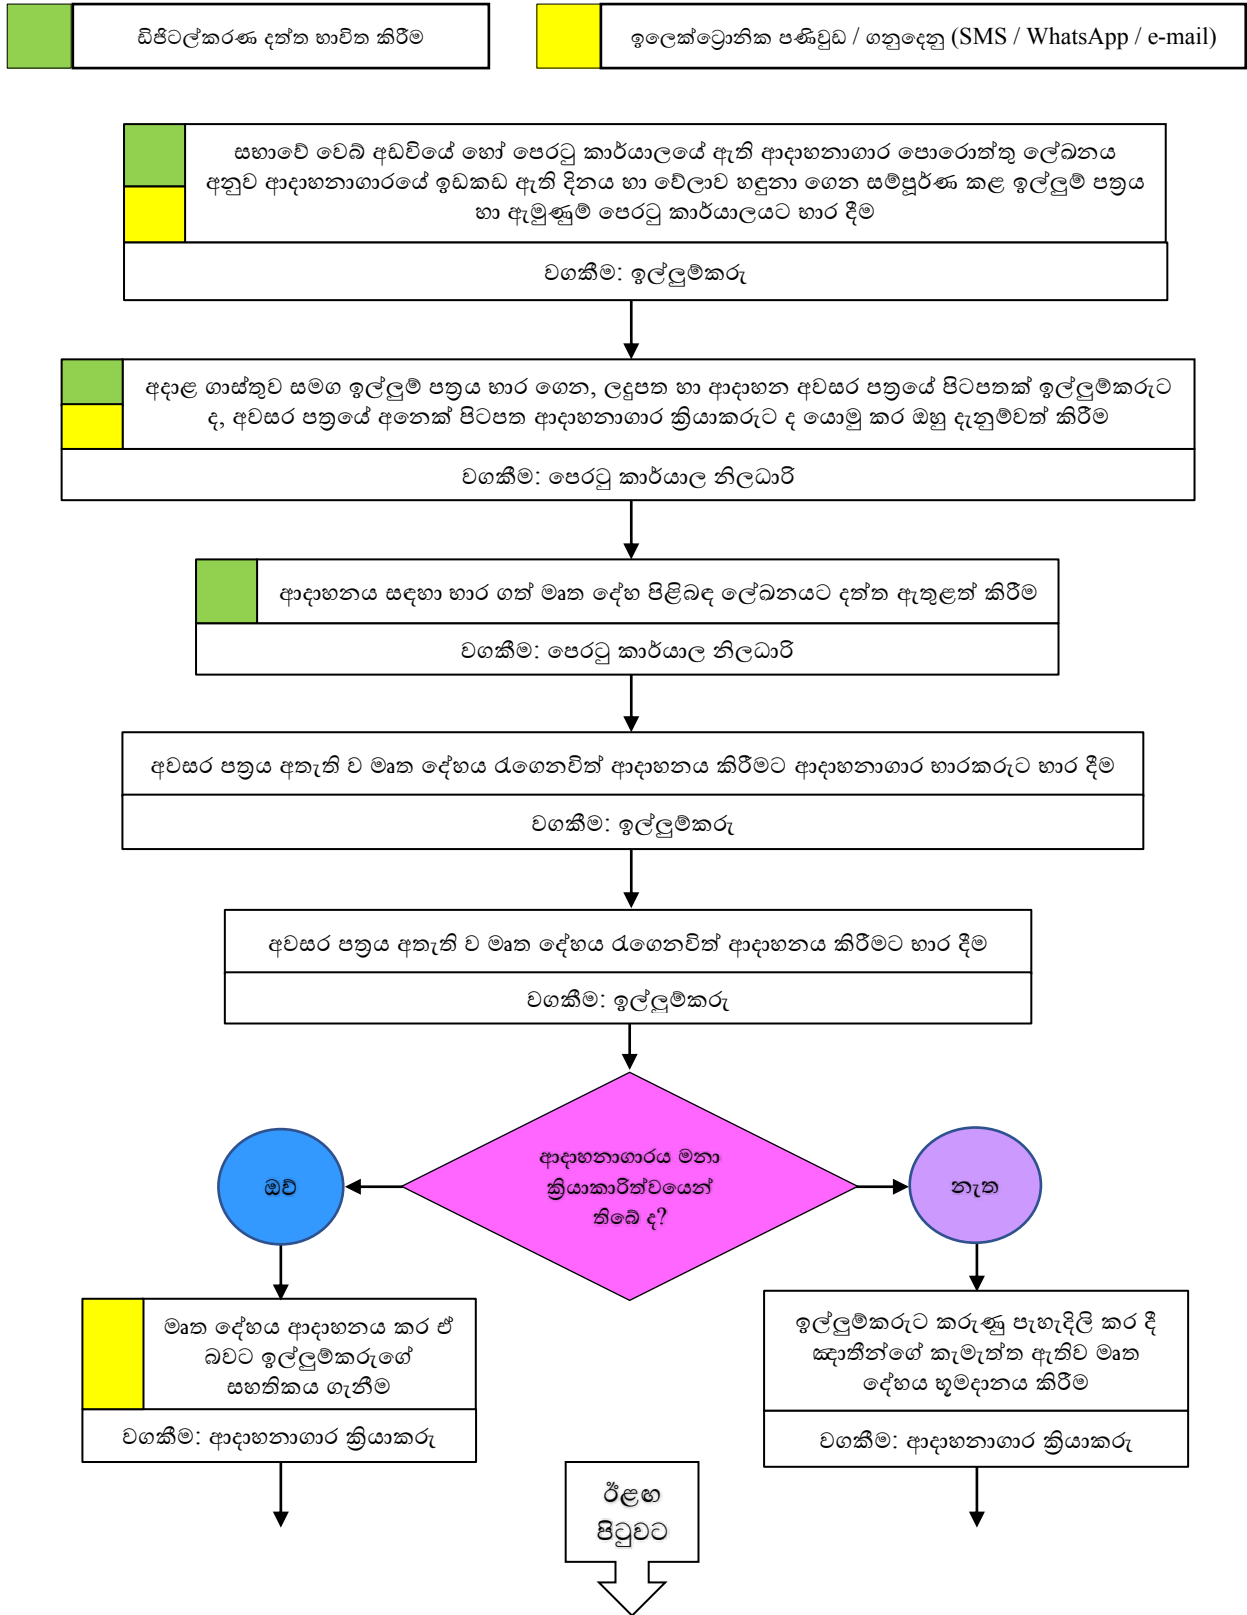 ඩිජිටල්කරණ දත්ත භාවිත කිරීම
ඉලෙක්ට්‍රොනික පණිවුඩ / ගනුදෙනු (SMS / WhatsApp / e-mail)
සභාවේ වෙබ් අඩවියේ හෝ පෙරටු කාර්යාලයේ ඇති ආදාහනාගාර පොරොත්තු ලේඛනය
අනුව ආදාහනාගාරයේ ඉඩකඩ ඇති දිනය හා වේලාව හඳුනා ගෙන සම්පූර්ණ කළ ඉල්ලුම් පත්‍රය
හා ඇමුණුම් පෙරටු කාර්යාලයට භාර දීම
වගකීම: ඉල්ලුම්කරු
අදාළ ගාස්තුව සමග ඉල්ලුම් පත්‍රය භාර ගෙන, ලදුපත හා ආදාහන අවසර පත්‍රයේ පිටපතක් ඉල්ලුම්කරුට
ද, අවසර පත්‍රයේ අනෙක් පිටපත ආදාහනාගාර ක්‍රියාකරුට ද යොමු කර ඔහු දැනුම්වත් කිරීම
වගකීම: පෙරටු කාර්යාල නිලධාරි
ආදාහනය සඳහා භාර ගත් මෘත දේහ පිළිබඳ ලේඛනයට දත්ත ඇතුළත් කිරීම
වගකීම: පෙරටු කාර්යාල නිලධාරි
අවසර පත්‍රය අතැති ව මෘත දේහය රැගෙනවිත් ආදාහනය කිරීමට ආදාහනාගාර භාරකරුට භාර දීම
වගකීම: ඉල්ලුම්කරු
අවසර පත්‍රය අතැති ව මෘත දේහය රැගෙනවිත් ආදාහනය කිරීමට භාර දීම
වගකීම: ඉල්ලුම්කරු
ආදාහනාගාරය මනා
ක්‍රියාකාරිත්වයෙන්
තිබේ ද?
ඔව්
නැත
මෘත දේහය ආදාහනය කර ඒ
බවට ඉල්ලුම්කරුගේ
සහතිකය ගැනීම
වගකීම: ආදාහනාගාර ක්‍රියාකරු
ඉල්ලුම්කරුට කරුණු පැහැදිලි කර දී
ඤාතීන්ගේ කැමැත්ත ඇතිව මෘත
දේහය භූමදානය කිරීම
වගකීම: ආදාහනාගාර ක්‍රියාකරු
ඊළඟ
පිටුවට